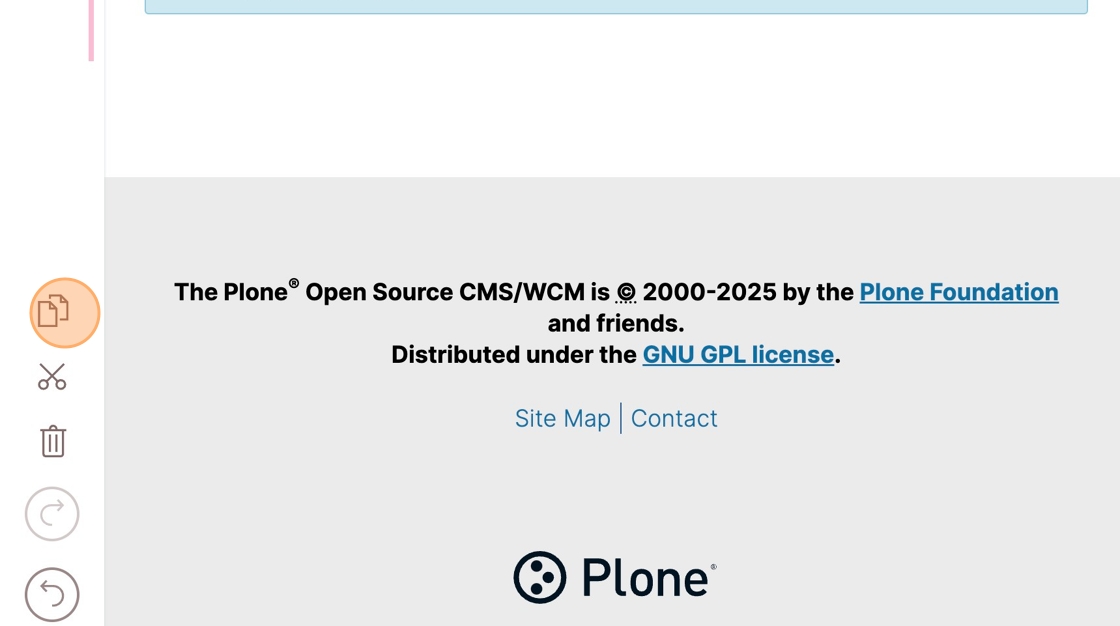 The Plone® Open Source CMS/WCM is © 2000-2025 by the Plone Foundation
and friends.
Distributed under the GNU GPL license.
Site Map | Contact
Plone®